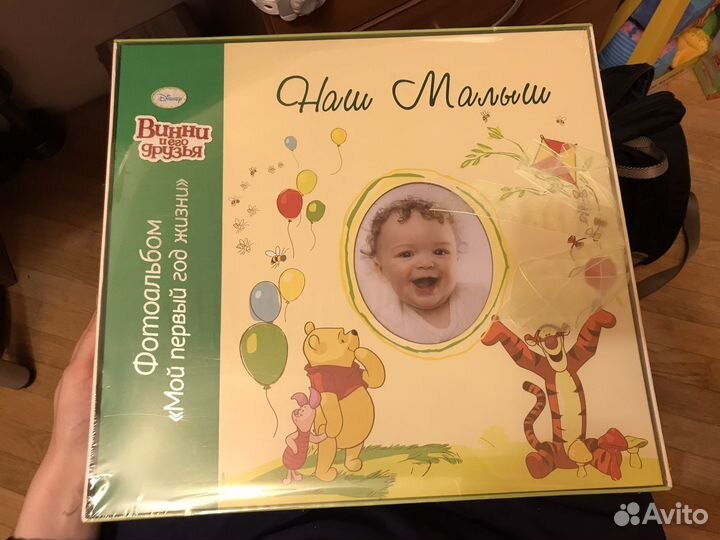 Disney
Винни
и его
друзья
Фотоальбом
«Мой первый год жизни»
Наш Малыш
Avito